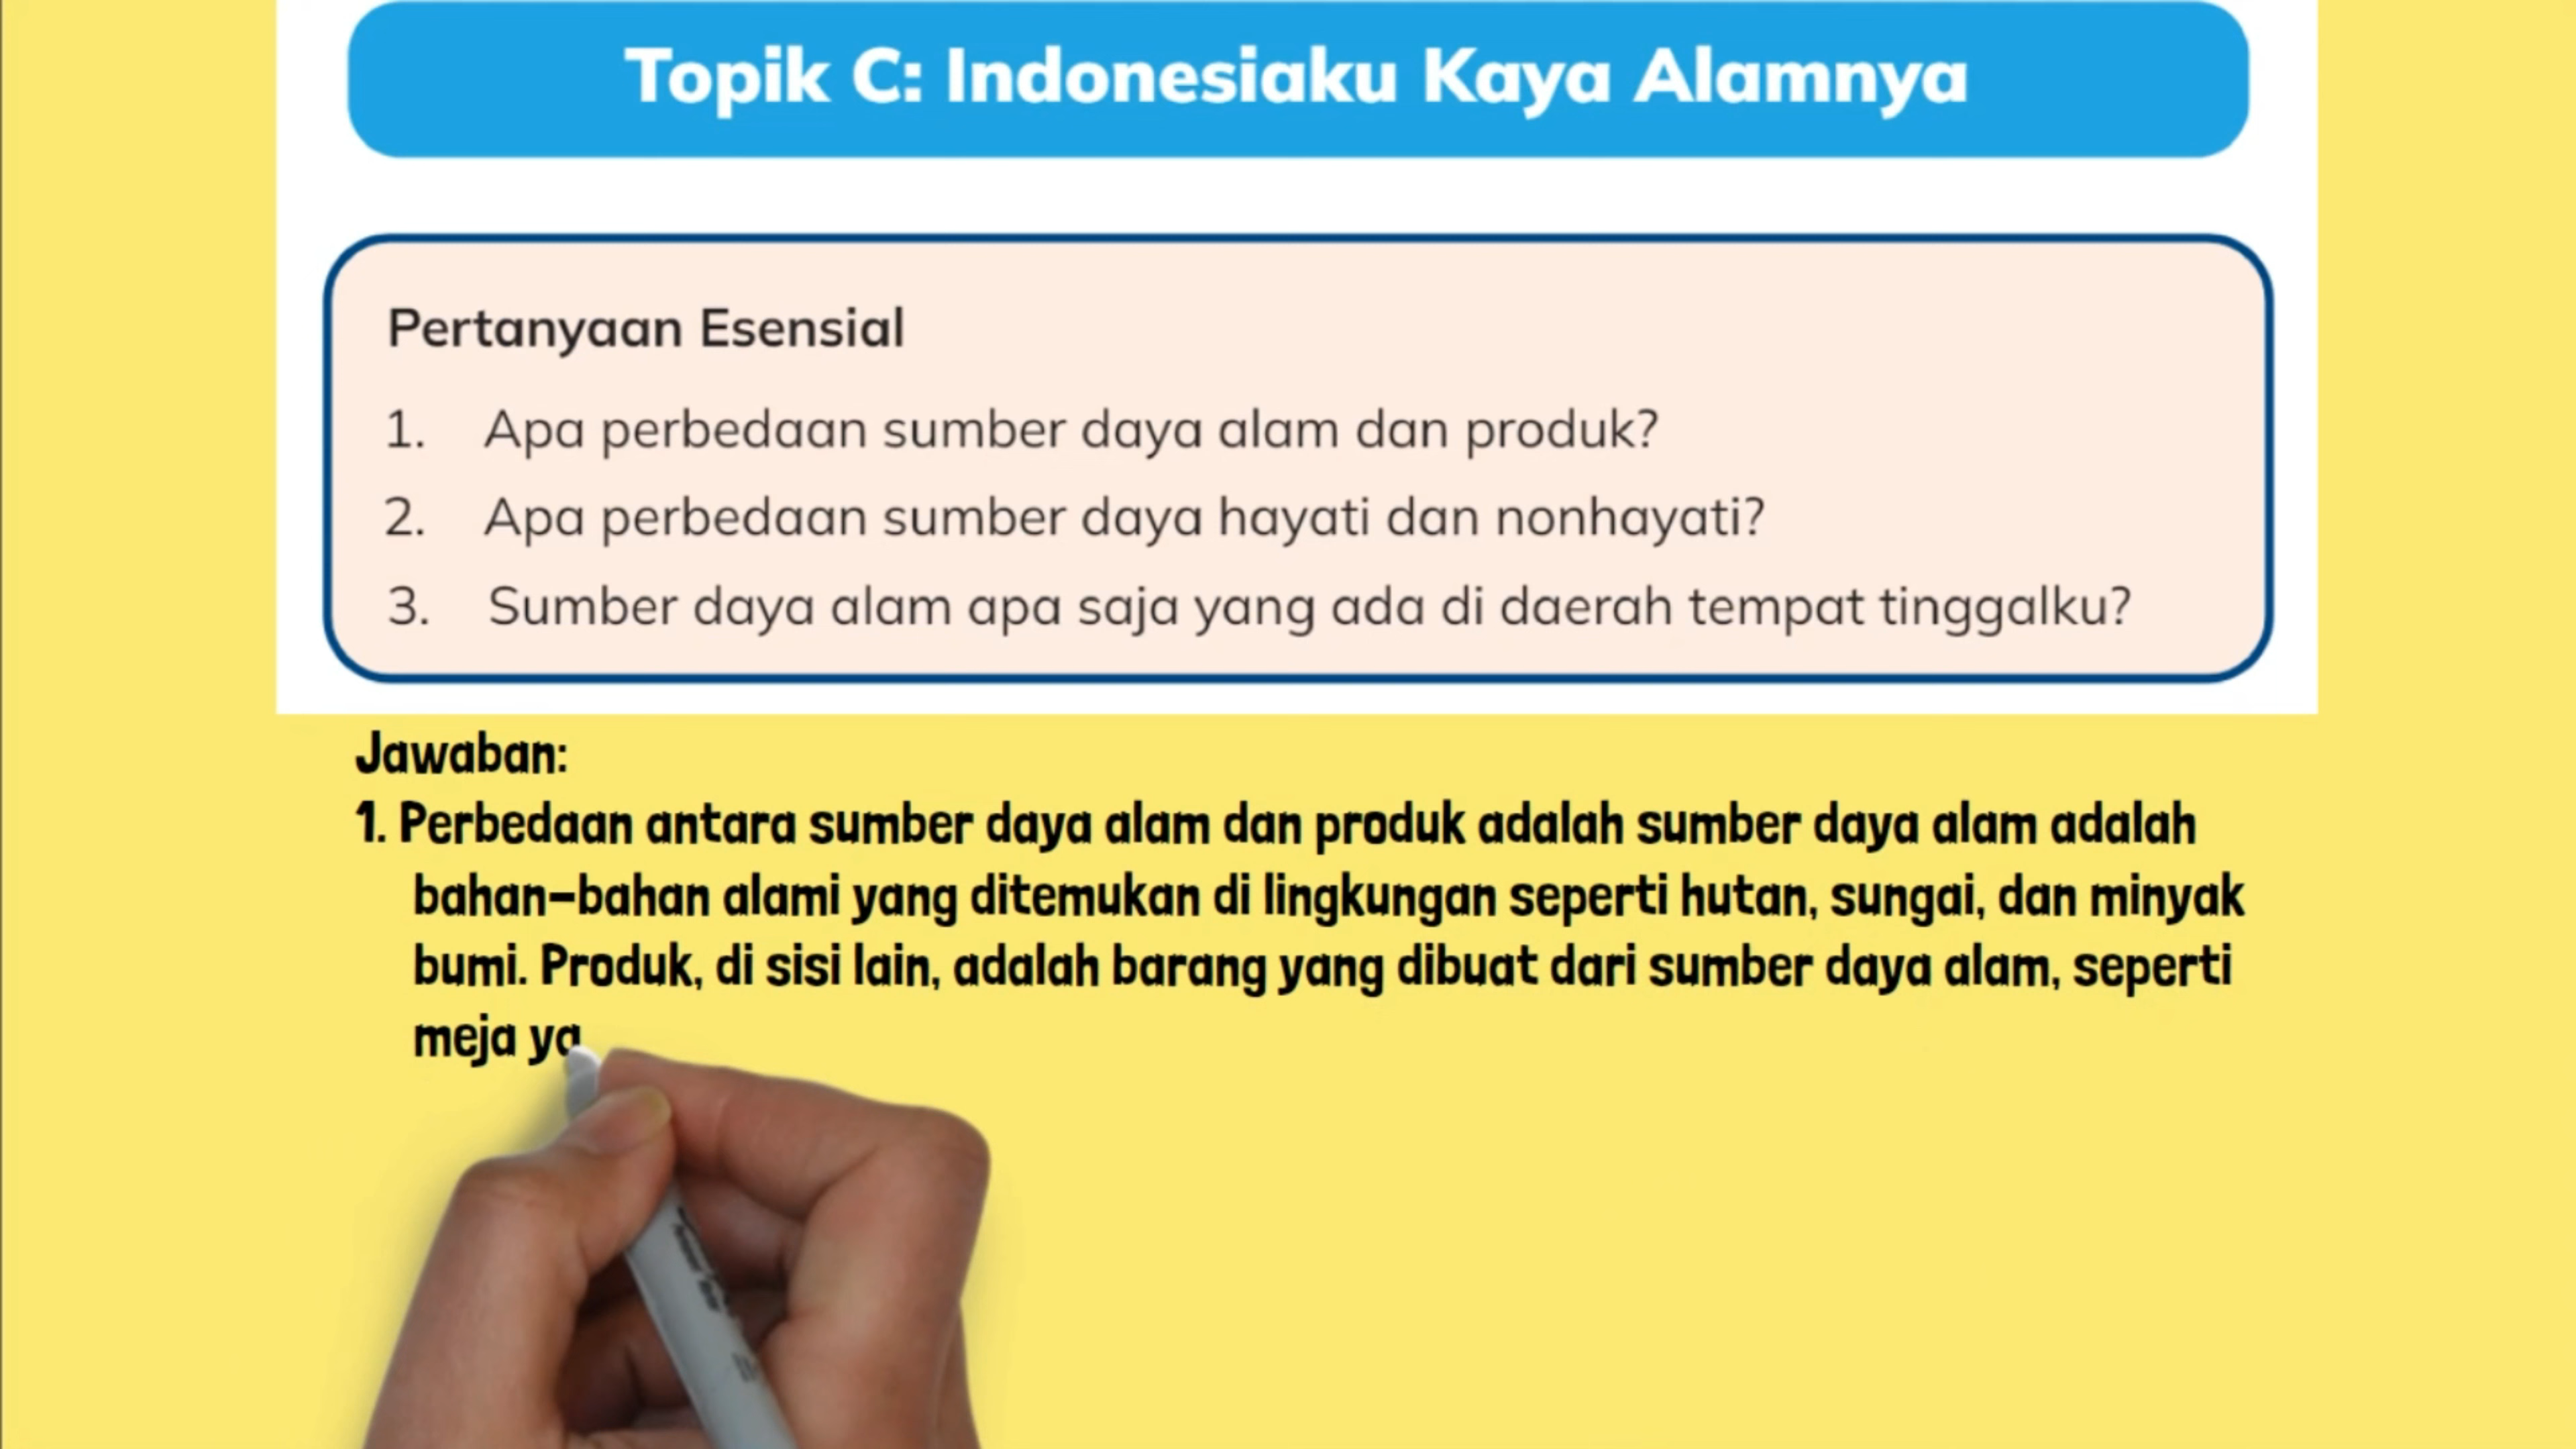 Topik C: Indonesiaku Kaya Alamnya
Pertanyaan Esensial
1. Apa perbedaan sumber daya alam dan produk?
2. Apa perbedaan sumber daya hayati dan nonhayati?
3. Sumber daya alam apa saja yang ada di daerah tempat tinggalku?
Jawaban:
1. Perbedaan antara sumber daya alam dan produk adalah sumber daya alam adalah
bahan-bahan alami yang ditemukan di lingkungan seperti hutan, sungai, dan minyak
bumi. Produk, di sisi lain, adalah barang yang dibuat dari sumber daya alam, seperti
meja ya